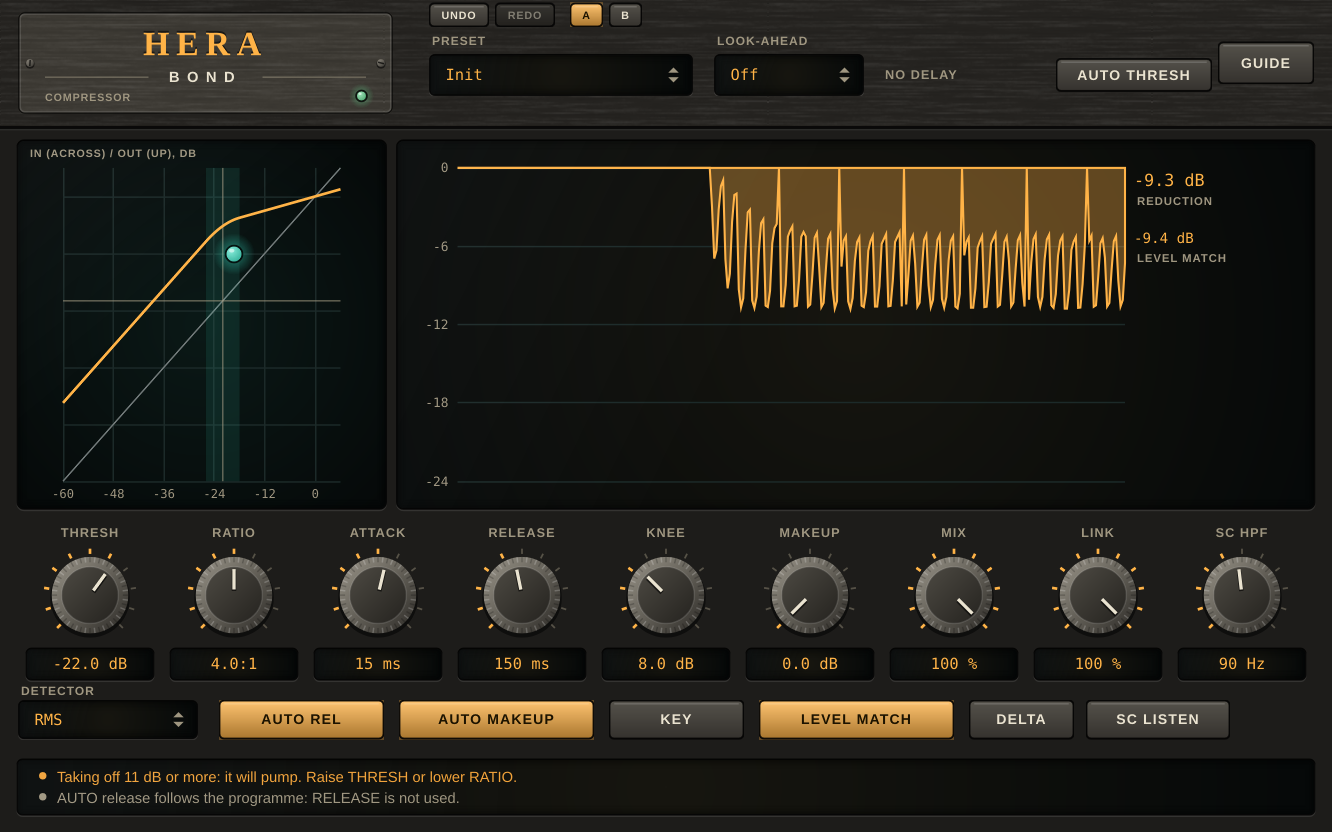 UNDO REDO A B
HERA
BOND
COMPRESSOR
PRESET LOOK-AHEAD
Init Off NO DELAY AUTO THRESH GUIDE
IN (ACROSS) / OUT (UP), DB
-60 -48 -36 -24 -12 0
0
-6
-12
-18
-24
-9.3 dB
REDUCTION
-9.4 dB
LEVEL MATCH
THRESH RATIO ATTACK RELEASE KNEE MAKEUP MIX LINK SC HPF
-22.0 dB 4.0:1 15 ms 150 ms 8.0 dB 0.0 dB 100 % 100 % 90 Hz
DETECTOR
RMS AUTO REL AUTO MAKEUP KEY LEVEL MATCH DELTA SC LISTEN
Taking off 11 dB or more: it will pump. Raise THRESH or lower RATIO.
AUTO release follows the programme: RELEASE is not used.